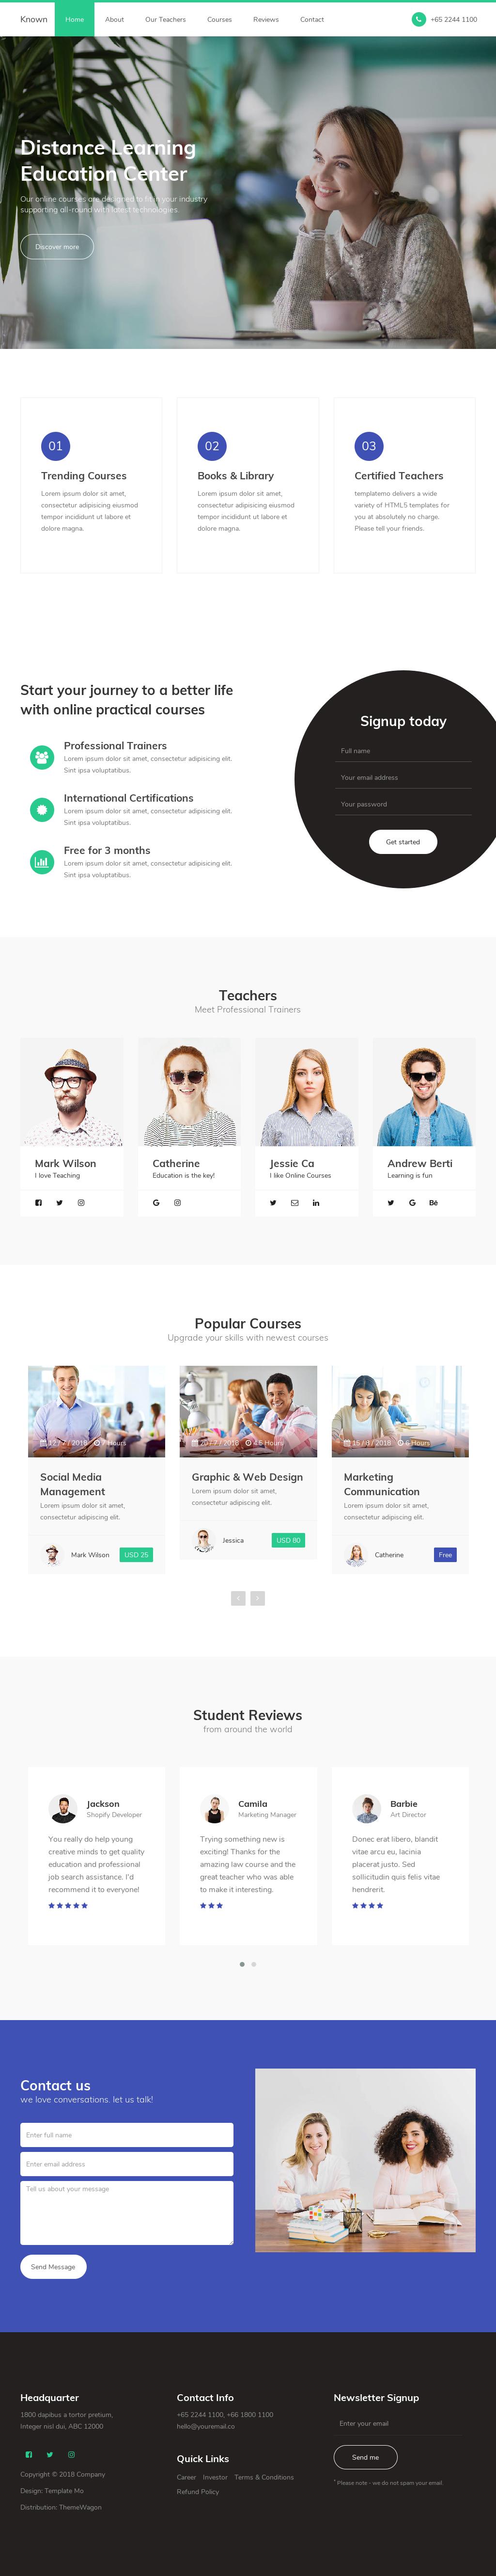 Known Home About Our Teachers Courses Reviews Contact +65 2244 1100
Distance Learning
Education Center
Our online courses are designed to fit in your industry
supporting all-round with latest technologies.
Discover more
01
Trending Courses
Lorem ipsum dolor sit amet,
consectetur adipisicing eiusmod
tempor incididunt ut labore et
dolore magna.
02
Books & Library
Lorem ipsum dolor sit amet,
consectetur adipisicing eiusmod
tempor incididunt ut labore et
dolore magna.
03
Certified Teachers
templatemo delivers a wide
variety of HTML5 templates for
you at absolutely no charge.
Please tell your friends.
Start your journey to a better life
with online practical courses
Professional Trainers
Lorem ipsum dolor sit amet, consectetur adipisicing elit.
Sint ipsa voluptatibus.
International Certifications
Lorem ipsum dolor sit amet, consectetur adipisicing elit.
Sint ipsa voluptatibus.
Free for 3 months
Lorem ipsum dolor sit amet, consectetur adipisicing elit.
Sint ipsa voluptatibus.
Signup today
Full name
Your email address
Your password
Get started
Teachers
Meet Professional Trainers
Mark Wilson
I love Teaching
Catherine
Education is the key!
Jessie Ca
I like Online Courses
Andrew Berti
Learning is fun
Popular Courses
Upgrade your skills with newest courses
12 / 7 / 2018 7 Hours
Social Media
Management
Lorem ipsum dolor sit amet,
consectetur adipiscing elit.
Mark Wilson USD 25
20 / 7 / 2018 4.5 Hours
Graphic & Web Design
Lorem ipsum dolor sit amet,
consectetur adipiscing elit.
Jessica USD 80
15 / 8 / 2018 6 Hours
Marketing
Communication
Lorem ipsum dolor sit amet,
consectetur adipiscing elit.
Catherine Free
Student Reviews
from around the world
Jackson
Shopify Developer
You really do help young
creative minds to get quality
education and professional
job search assistance. I'd
recommend it to everyone!
Camila
Marketing Manager
Trying something new is
exciting! Thanks for the
amazing law course and the
great teacher who was able
to make it interesting.
Barbie
Art Director
Donec erat libero, blandit
vitae arcu eu, lacinia
placerat justo. Sed
sollicitudin quis felis vitae
hendrerit.
Contact us
we love conversations. let us talk!
Enter full name
Enter email address
Tell us about your message
Send Message
Headquarter
1800 dapibus a tortor pretium,
Integer nisl dui, ABC 12000
Copyright © 2018 Company
Design: Template Mo
Distribution: ThemeWagon
Contact Info
+65 2244 1100, +66 1800 1100
hello@youremail.co
Quick Links
Career Investor Terms & Conditions
Refund Policy
Newsletter Signup
Enter your email
Send me
* Please note - we do not spam your email.